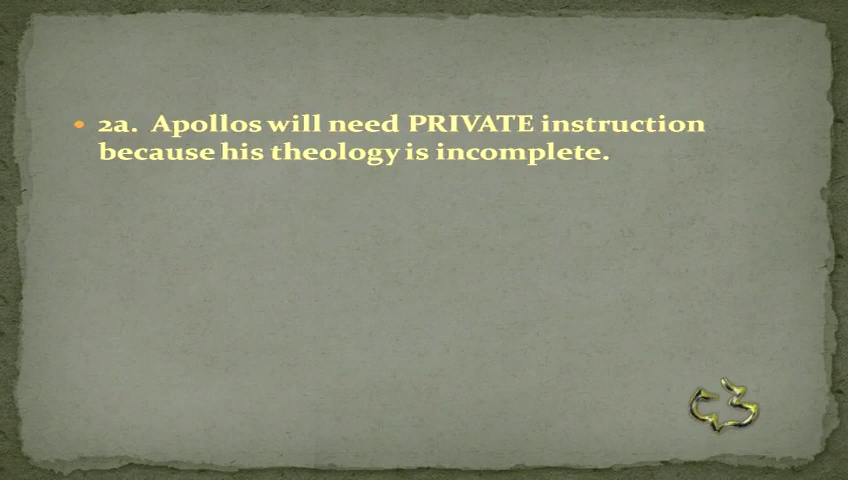 • 2a. Apollos will need PRIVATE instruction
because his theology is incomplete.